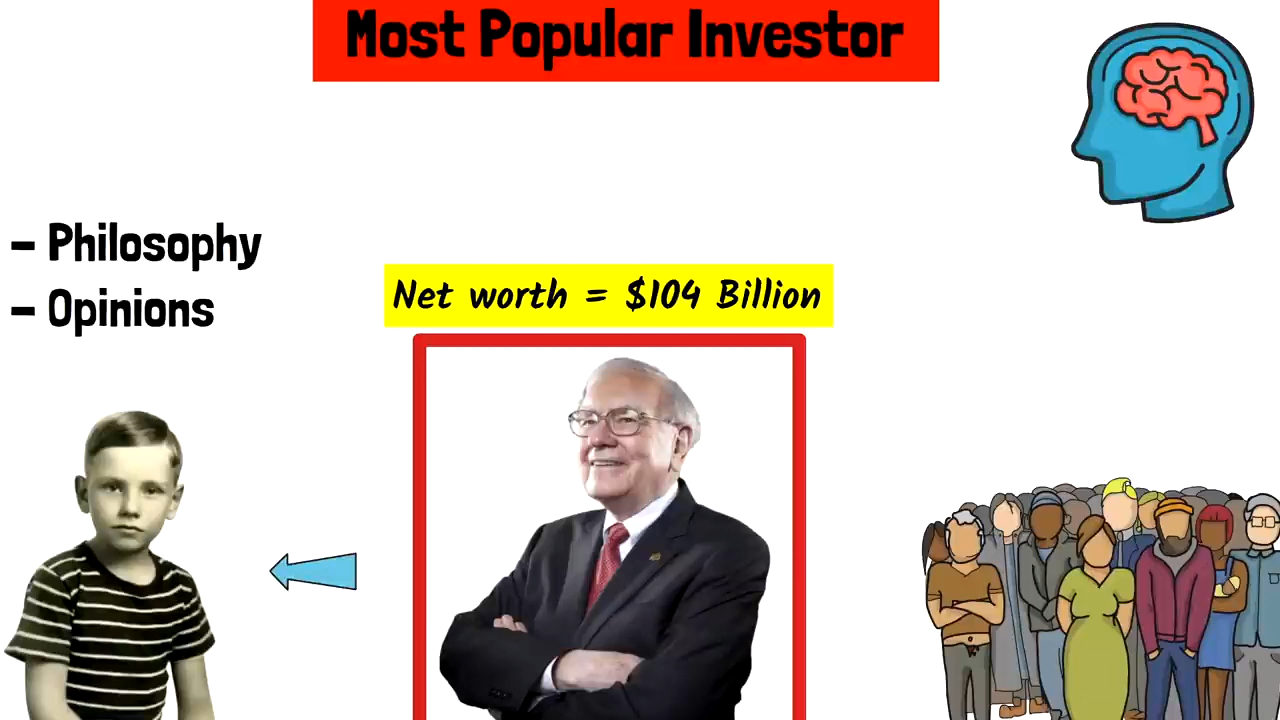 Most Popular Investor
- Philosophy
- Opinions
Net worth = $104 Billion